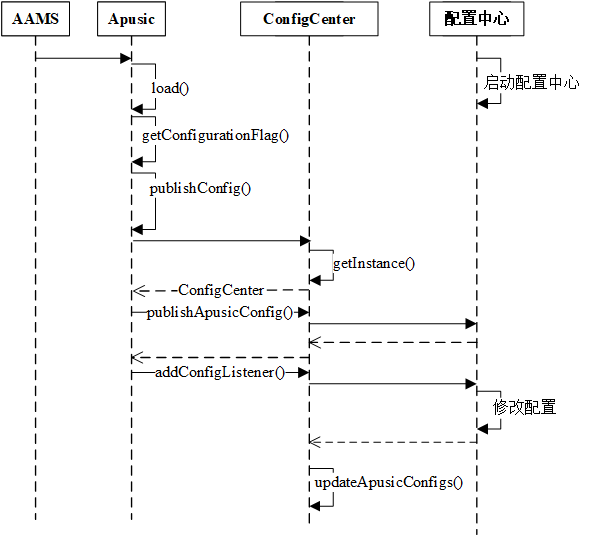 AAMS
Apusic
ConfigCenter
配置中心
启动配置中心
load()
getConfigurationFlag()
publishConfig()
getInstance()
ConfigCenter
publishApusicConfig()
addConfigListener()
修改配置
updateApusicConfigs()